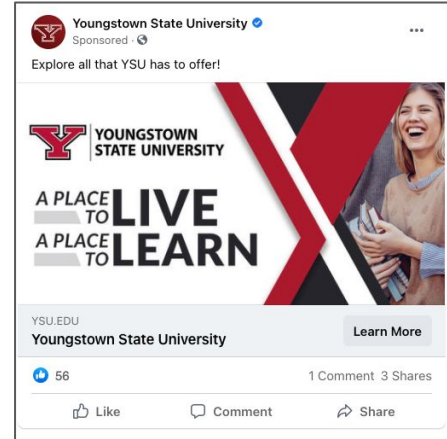 Youngstown State University
Sponsored ·
Explore all that YSU has to offer!
Y YOUNGSTOWN
STATE UNIVERSITY
A PLACE TO LIVE
A PLACE TO LEARN
YSU.EDU
Youngstown State University
Learn More
56
1 Comment 3 Shares
Like
Comment
Share